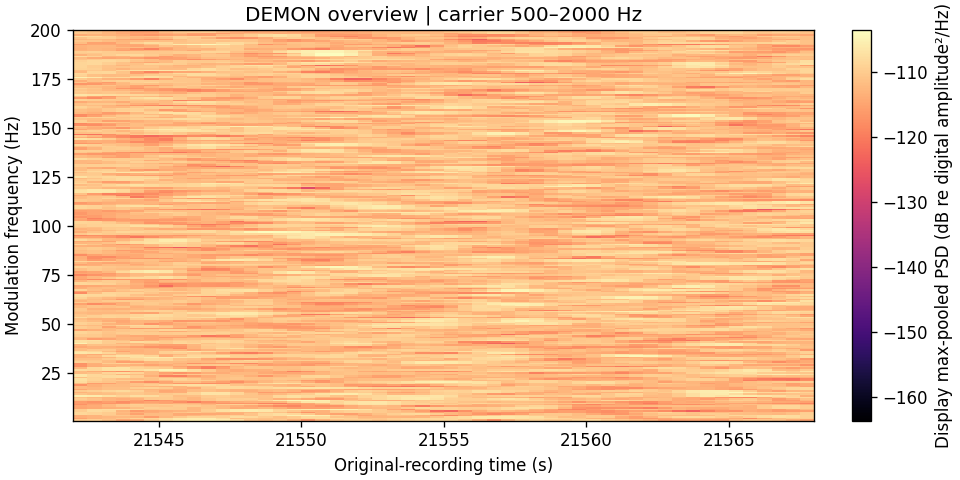 DEMON overview | carrier 500–2000 Hz
200
175
150
125
100
75
50
25
Modulation frequency (Hz)
21545 21550 21555 21560 21565
Original-recording time (s)
−110
−120
−130
−140
−150
−160
Display max-pooled PSD (dB re digital amplitude²/Hz)